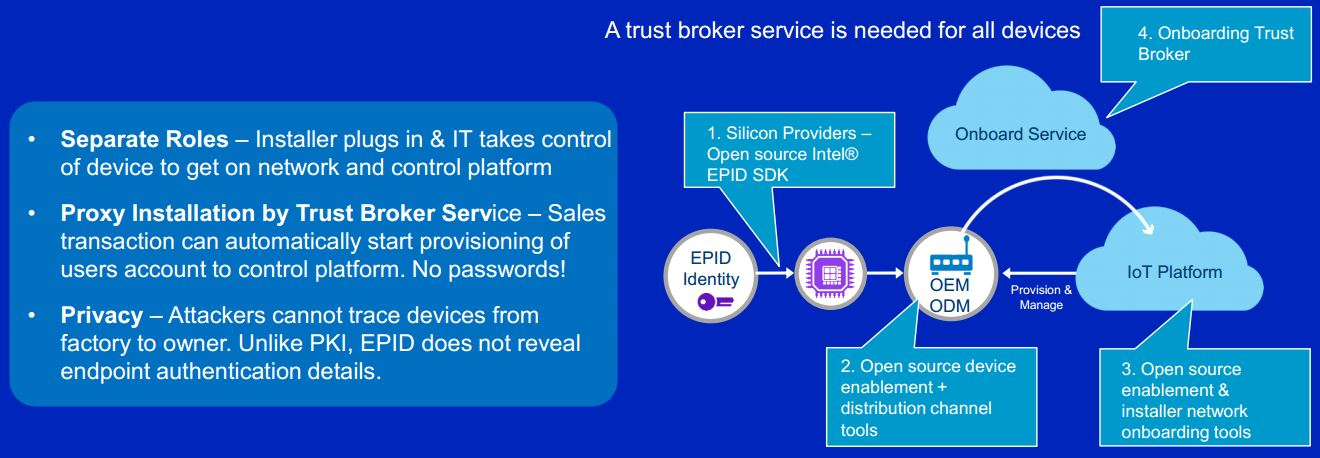 A trust broker service is needed for all devices
• Separate Roles – Installer plugs in & IT takes control
of device to get on network and control platform
• Proxy Installation by Trust Broker Service – Sales
transaction can automatically start provisioning of
users account to control platform. No passwords!
• Privacy – Attackers cannot trace devices from
factory to owner. Unlike PKI, EPID does not reveal
endpoint authentication details.
4. Onboarding Trust
Broker
Onboard Service
1. Silicon Providers –
Open source Intel®
EPID SDK
EPID
Identity
OEM
ODM
Provision &
Manage
IoT Platform
2. Open source device
enablement +
distribution channel
tools
3. Open source
enablement &
installer network
onboarding tools